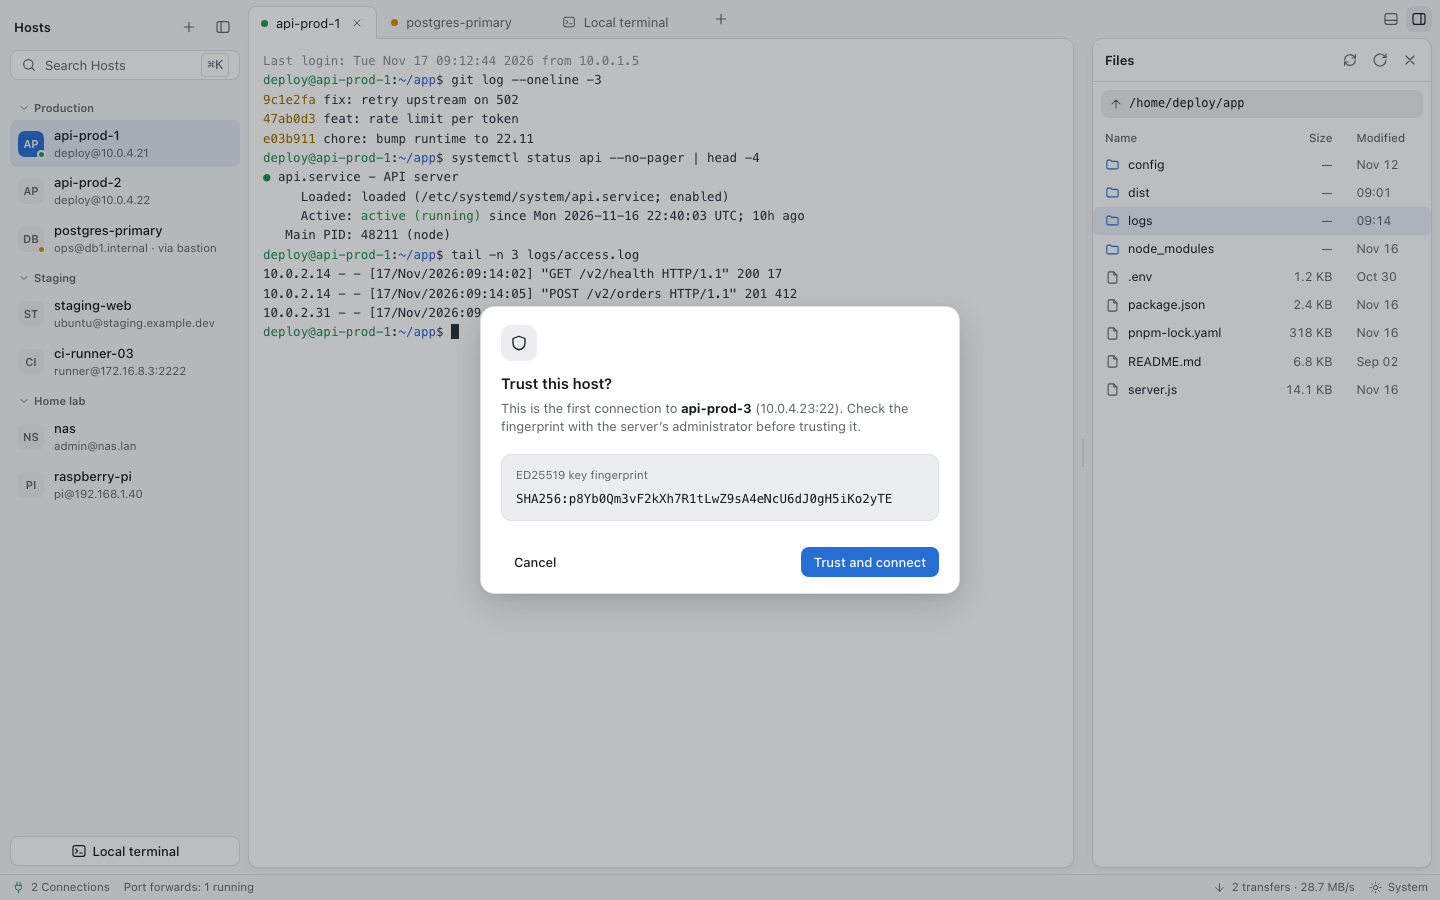 Hosts
Search Hosts
⌘K
Production
AP
api-prod-1
deploy@10.0.4.21
AP
api-prod-2
deploy@10.0.4.22
DB
postgres-primary
ops@db1.internal · via bastion
Staging
ST
staging-web
ubuntu@staging.example.dev
CI
ci-runner-03
runner@172.16.8.3:2222
Home lab
NS
nas
admin@nas.lan
PI
raspberry-pi
pi@192.168.1.40
Local terminal
api-prod-1
postgres-primary
Local terminal
Last login: Tue Nov 17 09:12:44 2026 from 10.0.1.5
deploy@api-prod-1:~/app$ git log --oneline -3
9c1e2fa fix: retry upstream on 502
47ab0d3 feat: rate limit per token
e03b911 chore: bump runtime to 22.11
deploy@api-prod-1:~/app$ systemctl status api --no-pager | head -4
● api.service - API server
Loaded: loaded (/etc/systemd/system/api.service; enabled)
Active: active (running) since Mon 2026-11-16 22:40:03 UTC; 10h ago
Main PID: 48211 (node)
deploy@api-prod-1:~/app$ tail -n 3 logs/access.log
10.0.2.14 - - [17/Nov/2026:09:14:02] "GET /v2/health HTTP/1.1" 200 17
10.0.2.14 - - [17/Nov/2026:09:14:05] "POST /v2/orders HTTP/1.1" 201 412
10.0.2.31 - - [17/Nov/2026:09
deploy@api-prod-1:~/app$
Trust this host?
This is the first connection to api-prod-3 (10.0.4.23:22). Check the
fingerprint with the server's administrator before trusting it.
ED25519 key fingerprint
SHA256:p8Yb0Qm3vF2kXh7R1tLwZ9sA4eNcU6dJ0gH5iKo2yTE
Cancel
Trust and connect
Files
/home/deploy/app
Name Size Modified
config — Nov 12
dist — 09:01
logs — 09:14
node_modules — Nov 16
.env 1.2 KB Oct 30
package.json 2.4 KB Nov 16
pnpm-lock.yaml 318 KB Nov 16
README.md 6.8 KB Sep 02
server.js 14.1 KB Nov 16
2 Connections
Port forwards: 1 running
2 transfers · 28.7 MB/s
System